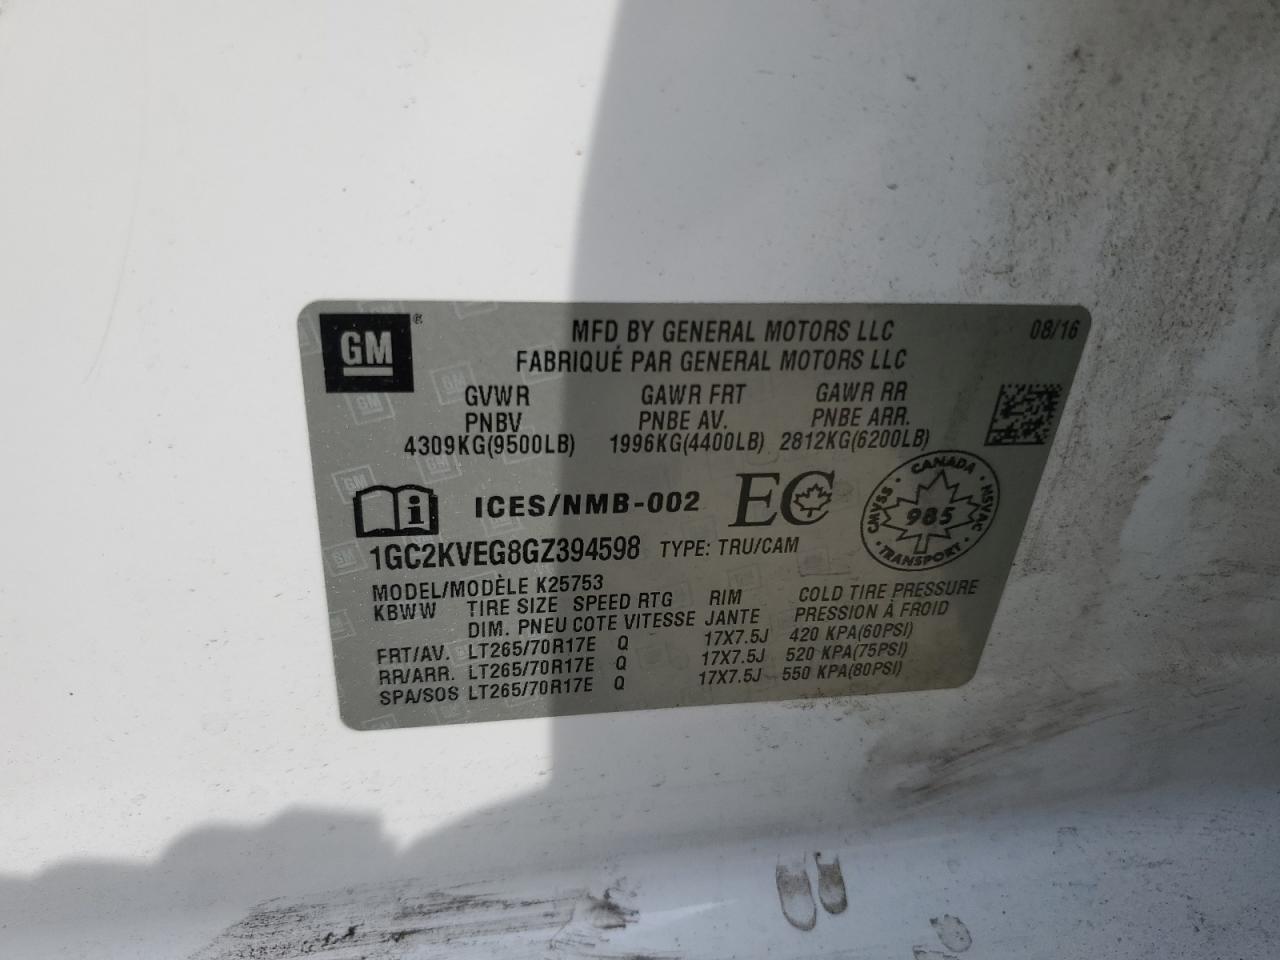 GM
MFD BY GENERAL MOTORS LLC 08/16
FABRIQUÉ PAR GENERAL MOTORS LLC
GVWR GAWR FRT GAWR RR
PNBV PNBE AV. PNBE ARR.
4309KG(9500LB) 1996KG(4400LB) 2812KG(6200LB)
ICES/NMB-002 EC
CANADA
CMVSS 985 NSVAC
TRANSPORT
1GC2KVEG8GZ394598 TYPE: TRU/CAM
MODEL/MODÈLE K25753
KBWW TIRE SIZE SPEED RTG RIM COLD TIRE PRESSURE
DIM. PNEU COTE VITESSE JANTE PRESSION À FROID
FRT/AV. LT265/70R17E Q 17X7.5J 420 KPA(60PSI)
RR/ARR. LT265/70R17E Q 17X7.5J 520 KPA(75PSI)
SPA/SOS LT265/70R17E Q 17X7.5J 550 KPA(80PSI)